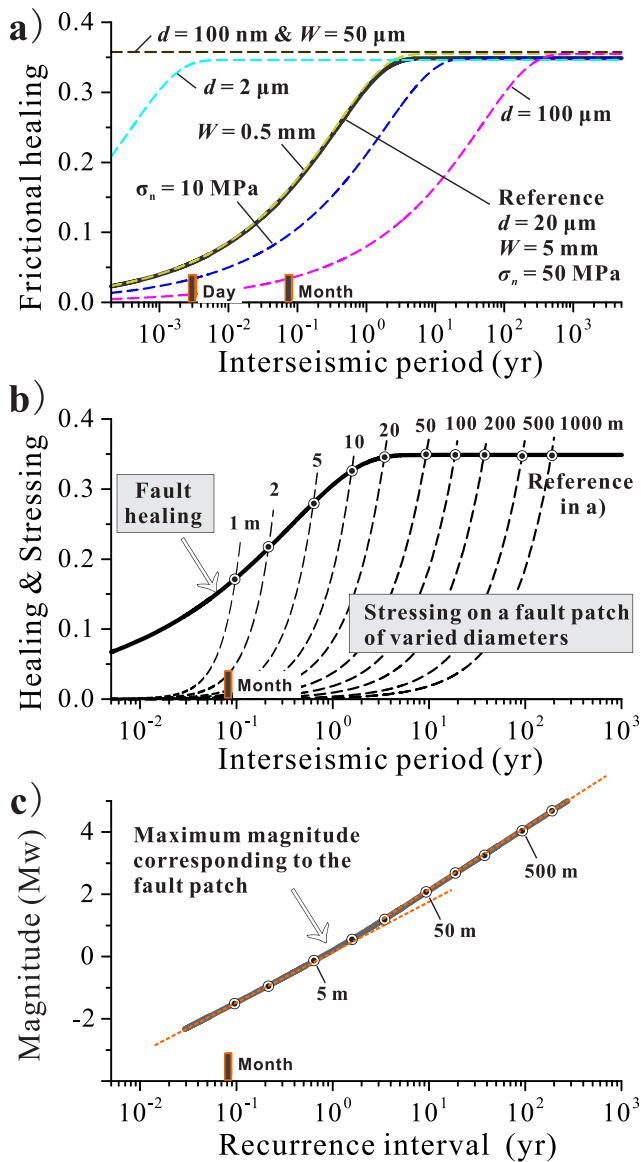 a)
d = 100 nm & W = 50 μm
d = 2 μm
W = 0.5 mm
d = 100 μm
σn = 10 MPa
Reference
d = 20 μm
W = 5 mm
σn = 50 MPa
Day
Month
0.4
0.3
0.2
0.1
0.0
Frictional healing
10⁻³ 10⁻² 10⁻¹ 10⁰ 10¹ 10² 10³
Interseismic period (yr)
b)
1 m 2 5 10 20 50 100 200 500 1000 m
Fault
healing
Reference
in a)
Stressing on a fault patch
of varied diameters
Month
0.4
0.3
0.2
0.1
0.0
Healing & Stressing
10⁻² 10⁻¹ 10⁰ 10¹ 10² 10³
Interseismic period (yr)
c)
Maximum magnitude
corresponding to the
fault patch
500 m
50 m
5 m
Month
4
2
0
-2
Magnitude (Mw)
10⁻² 10⁻¹ 10⁰ 10¹ 10² 10³
Recurrence interval (yr)